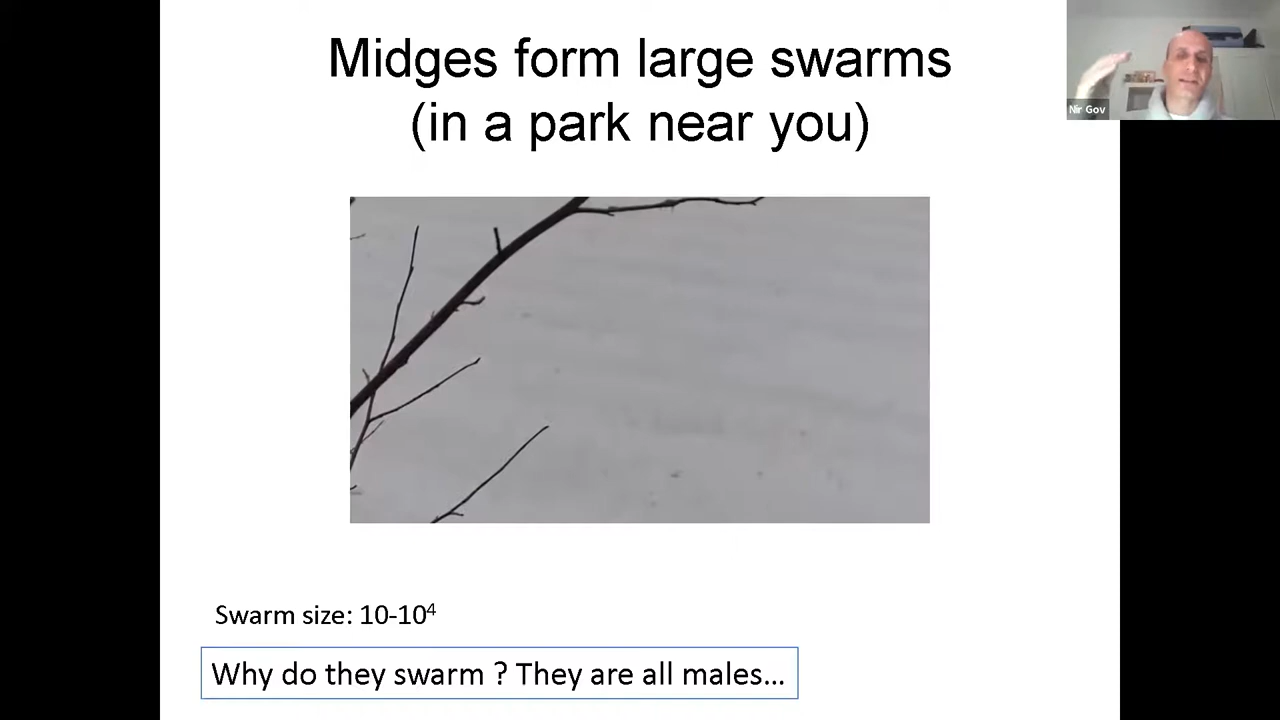 Midges form large swarms
(in a park near you)
Nir Gov
Swarm size: 10-10⁴
Why do they swarm ? They are all males...